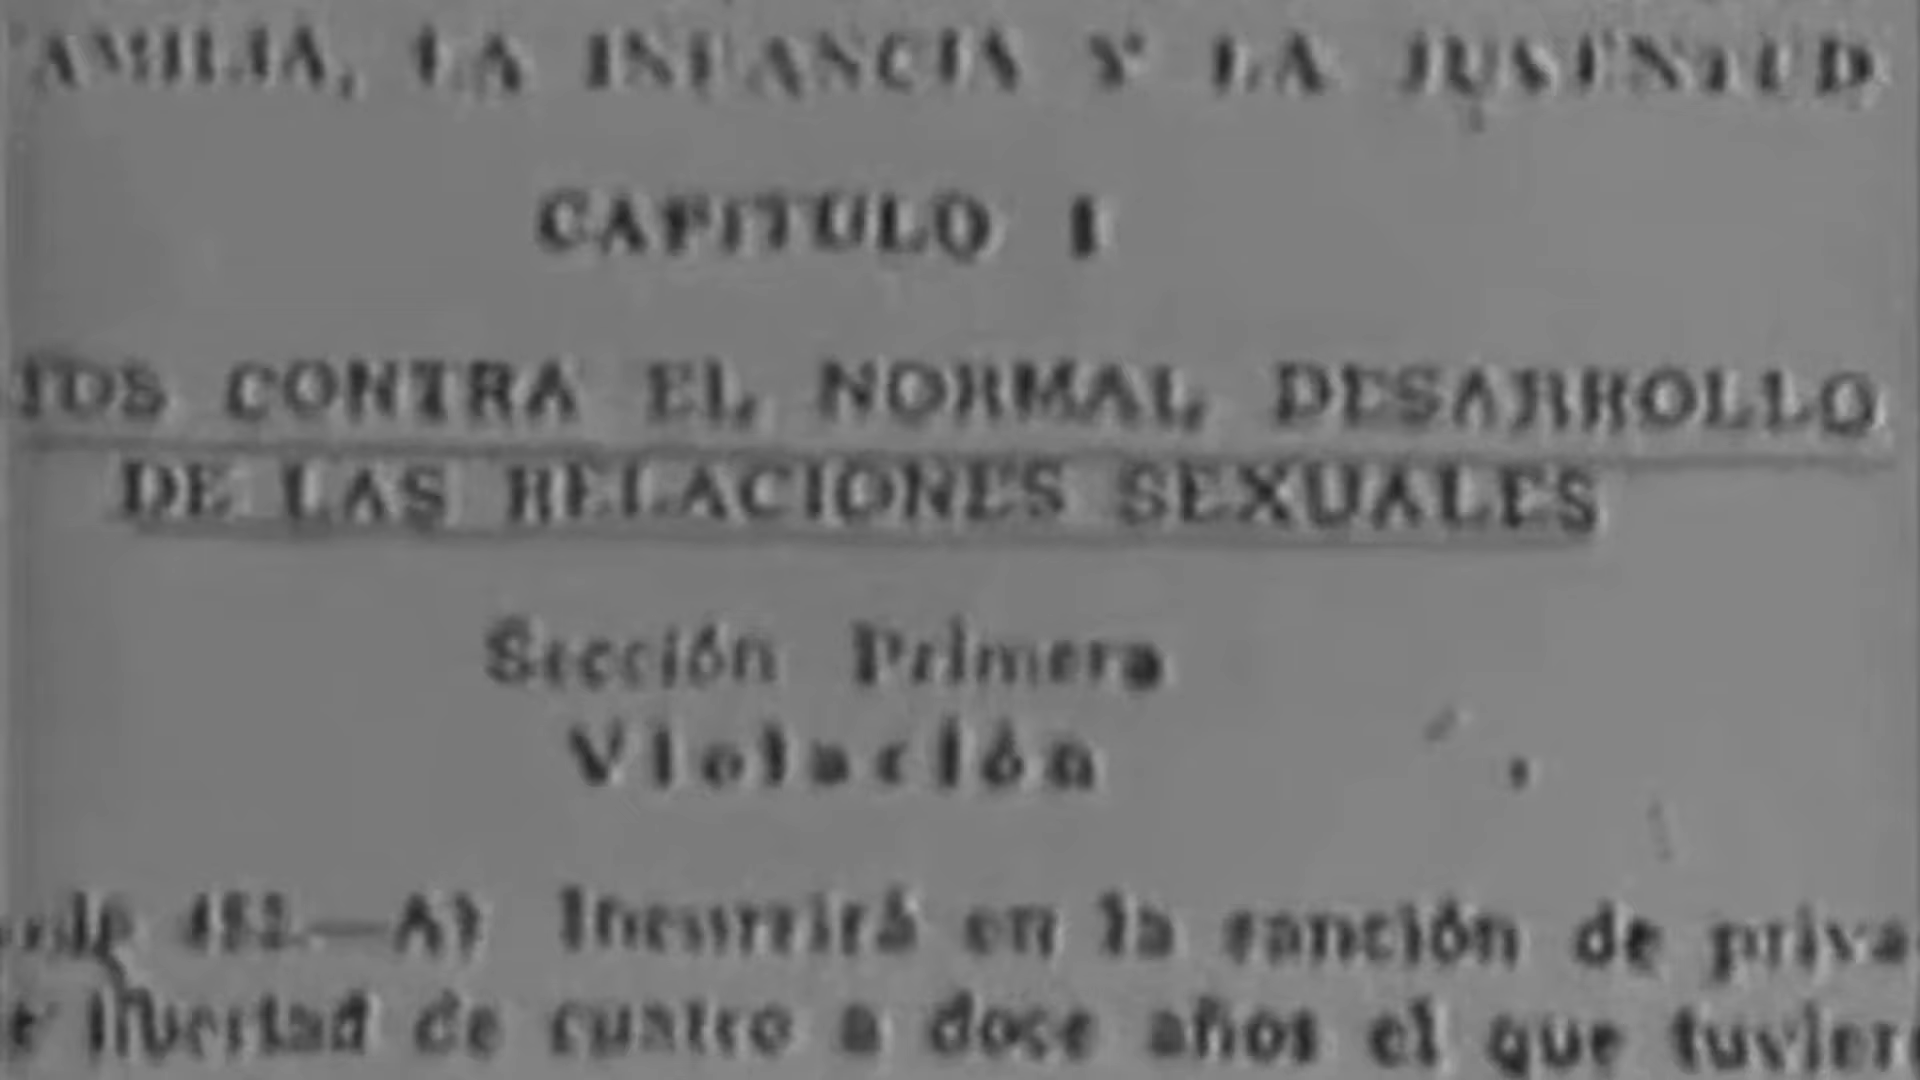 AMILIA, LA INFANCIA Y LA JUVENTUD
CAPITULO I
TOS CONTRA EL NORMAL DESARROLLO
DE LAS RELACIONES SEXUALES
Sección Primera
Violación
A) Incurrirá en la sanción de priva
libertad de cuatro a doce años el que tuvier